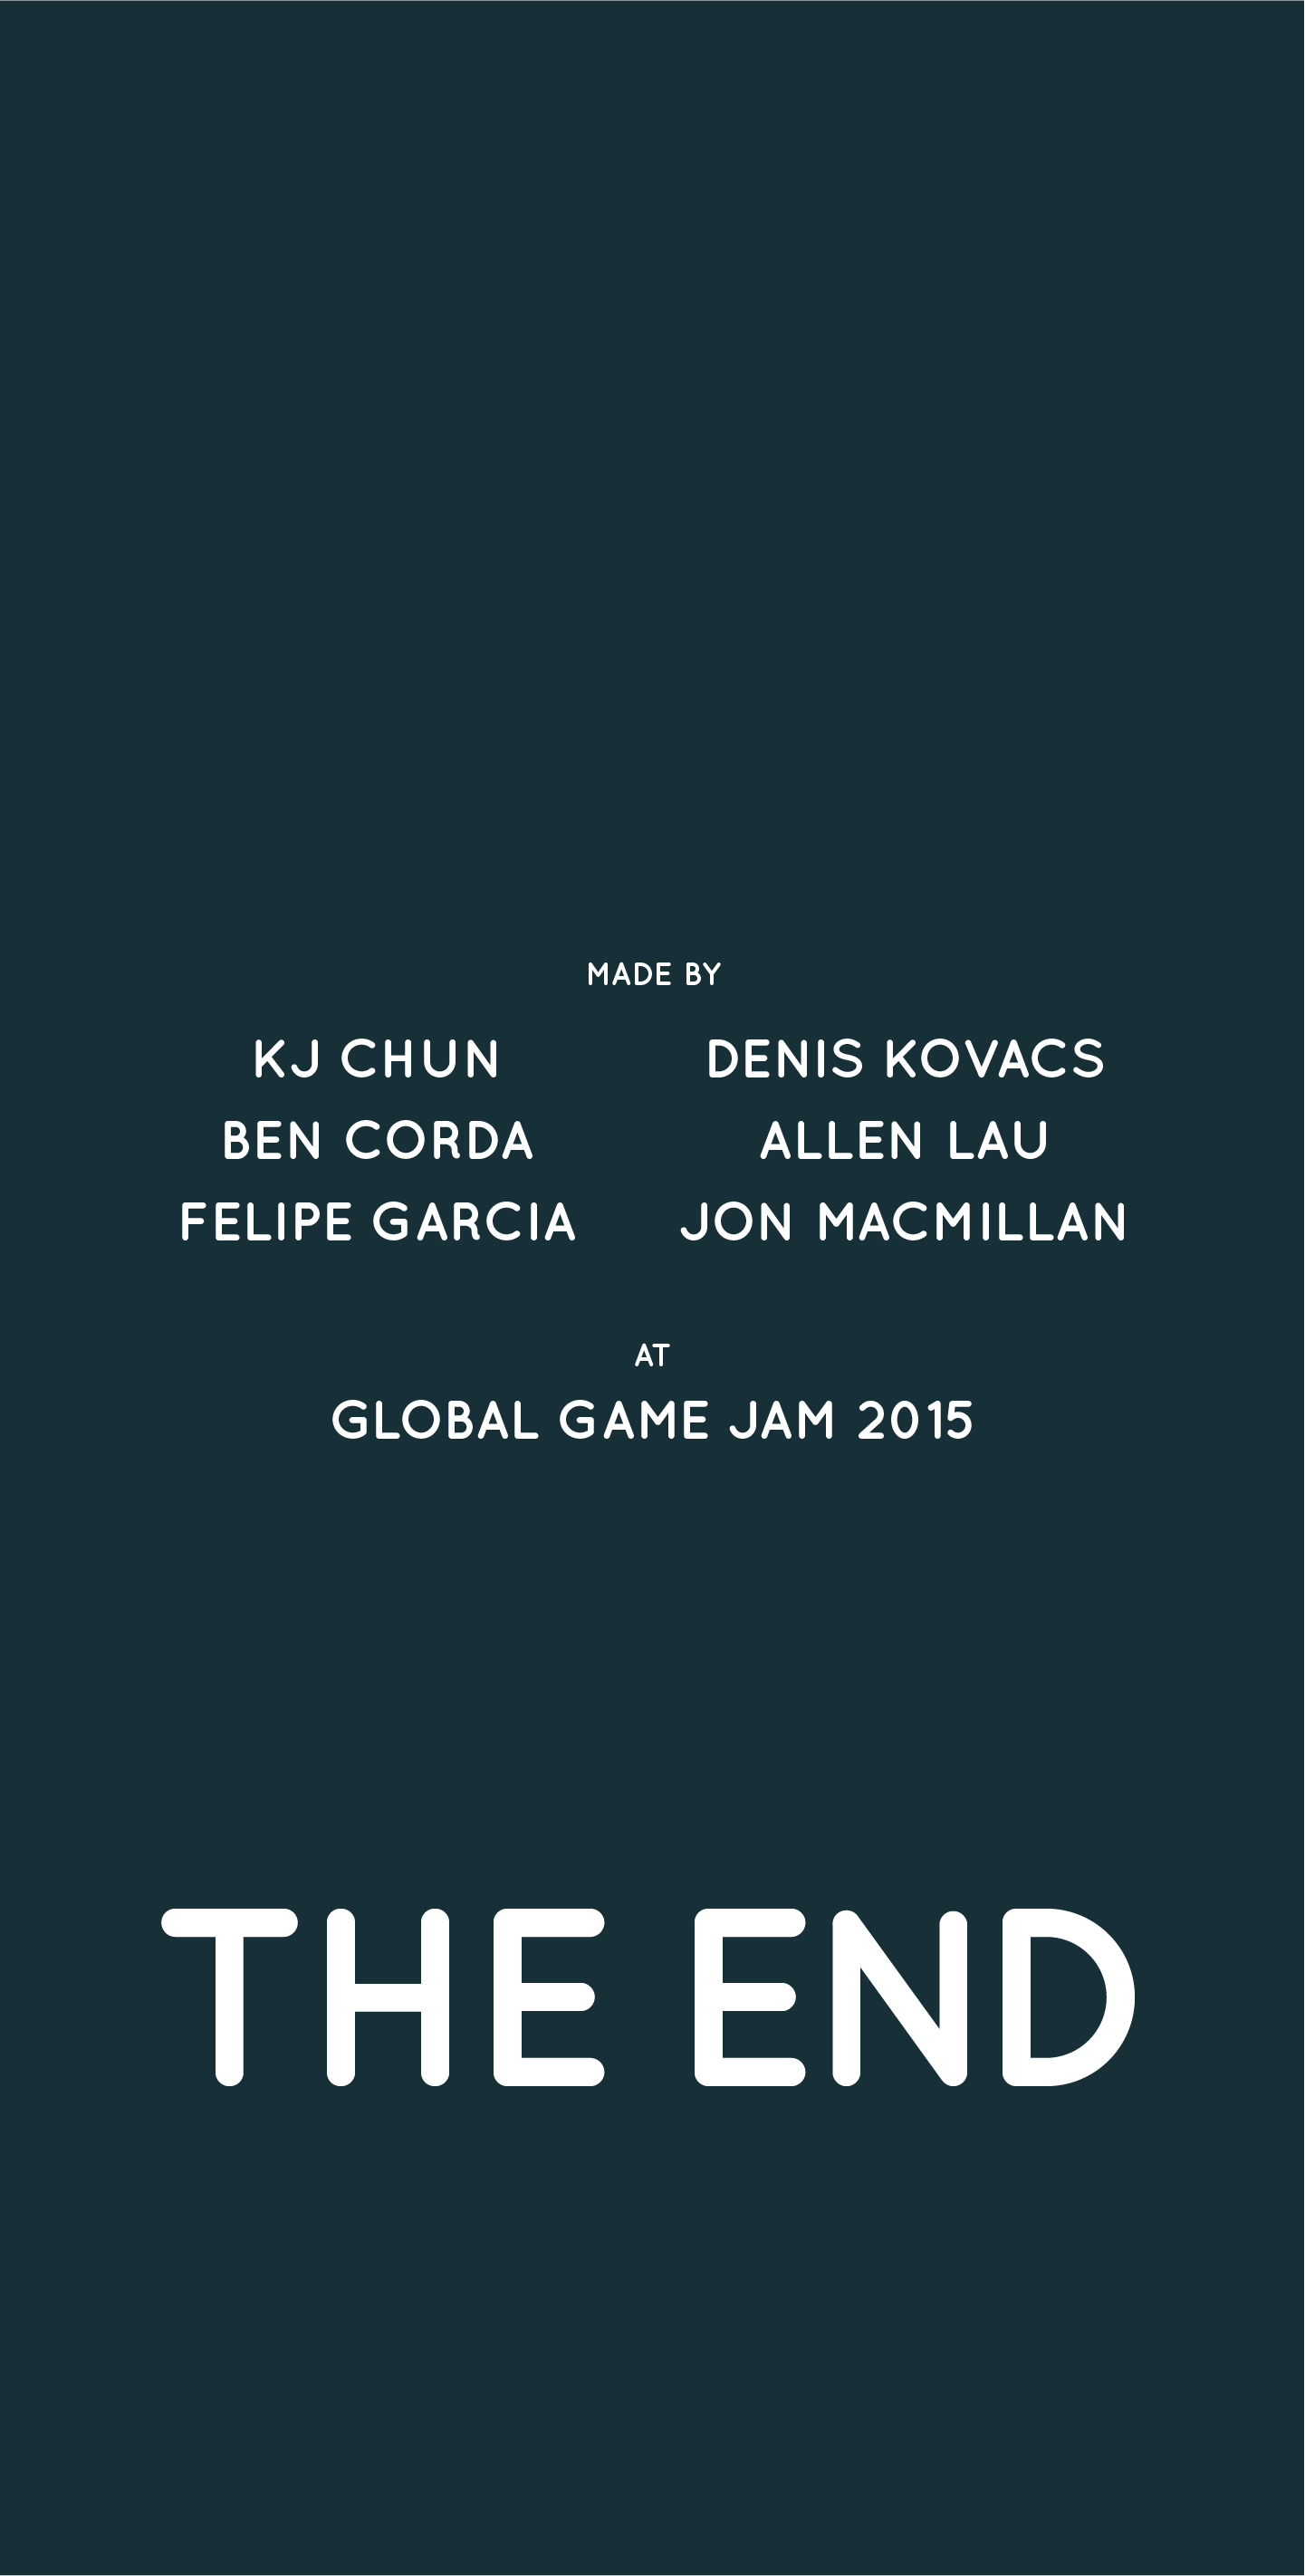 MADE BY
KJ CHUN
DENIS KOVACS
BEN CORDA
ALLEN LAU
FELIPE GARCIA
JON MACMILLAN
AT
GLOBAL GAME JAM 2015
THE END